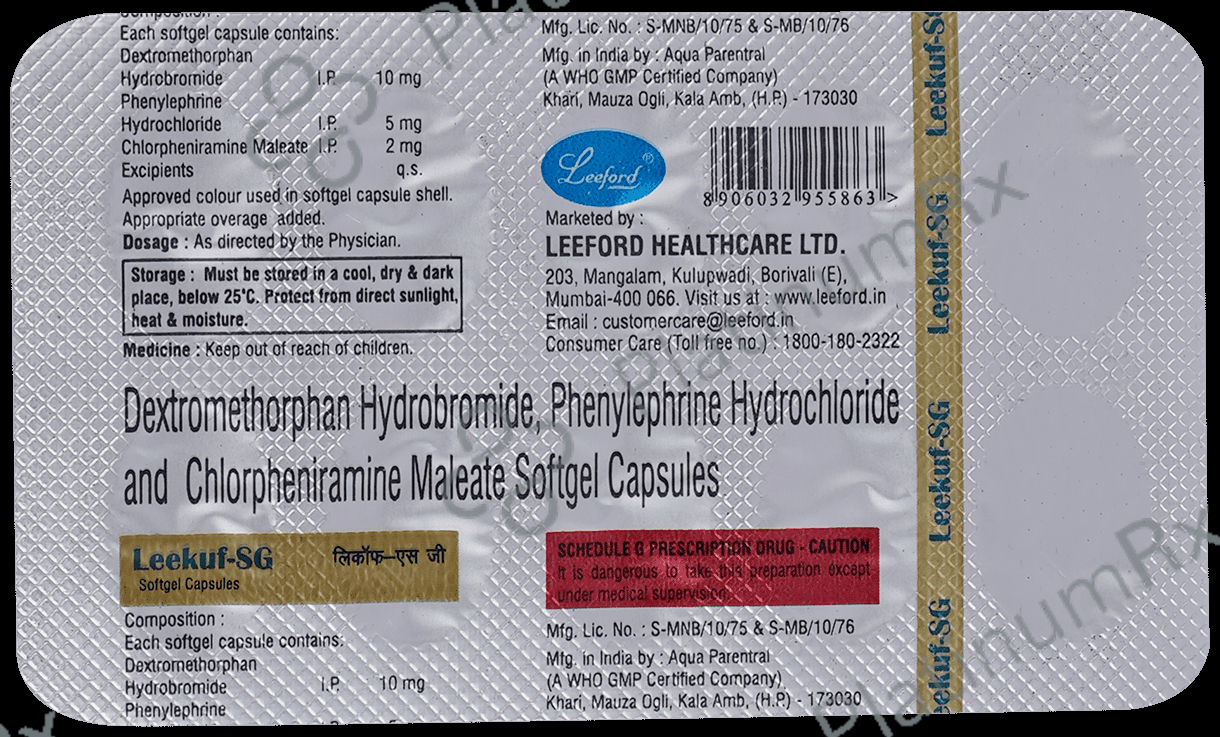 Composition :
Each softgel capsule contains:
Dextromethorphan
Hydrobromide I.P. 10 mg
Phenylephrine
Hydrochloride I.P. 5 mg
Chlorpheniramine Maleate I.P. 2 mg
Excipients q.s.
Approved colour used in softgel capsule shell.
Appropriate overage added.
Dosage : As directed by the Physician.
Storage : Must be stored in a cool, dry & dark
place, below 25°C. Protect from direct sunlight,
heat & moisture.
Medicine : Keep out of reach of children.
Mfg. Lic. No. : S-MNB/10/75 & S-MB/10/76
Mfg. in India by : Aqua Parentral
(A WHO GMP Certified Company)
Khari, Mauza Ogli, Kala Amb, (H.P.) - 173030
Leeford®
8 906032 955863 >
Marketed by :
LEEFORD HEALTHCARE LTD.
203, Mangalam, Kulupwadi, Borivali (E),
Mumbai-400 066. Visit us at : www.leeford.in
Email : customercare@leeford.in
Consumer Care (Toll free no.) : 1800-180-2322
Dextromethorphan Hydrobromide, Phenylephrine Hydrochloride
and Chlorpheniramine Maleate Softgel Capsules
Leekuf-SG लिकॉफ–एस जी
Softgel Capsules
SCHEDULE G PRESCRIPTION DRUG - CAUTION
It is dangerous to take this preparation except
under medical supervision.
Composition :
Each softgel capsule contains:
Dextromethorphan
Hydrobromide I.P. 10 mg
Phenylephrine
Mfg. Lic. No. : S-MNB/10/75 & S-MB/10/76
Mfg. in India by : Aqua Parentral
(A WHO GMP Certified Company)
Khari, Mauza Ogli, Kala Amb, (H.P.) - 173030
Leekuf-SG
Leekuf-SG
Leekuf-SG
eekuf-SG
PlatinumRx
PlatinumRx